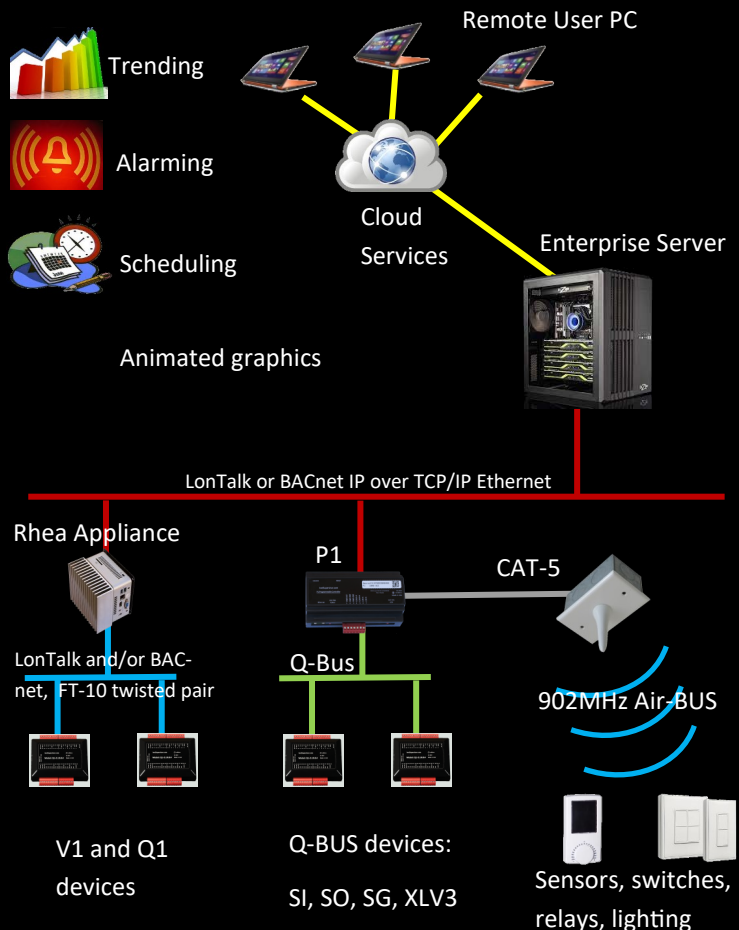 Remote User PC
Trending
Alarming
Cloud
Services
Enterprise Server
Scheduling
Animated graphics
LonTalk or BACnet IP over TCP/IP Ethernet
Rhea Appliance
P1
CAT-5
LonTalk and/or BAC-
net, FT-10 twisted pair
Q-Bus
902MHz Air-BUS
V1 and Q1
devices
Q-BUS devices:
SI, SO, SG, XLV3
Sensors, switches,
relays, lighting